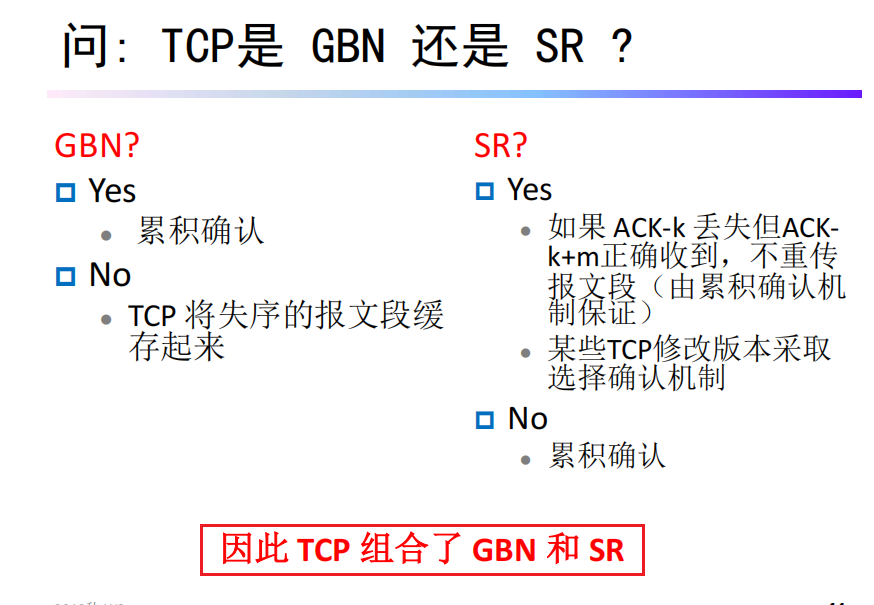 问: TCP是 GBN 还是 SR ?
GBN?
Yes
累积确认
No
TCP 将失序的报文段缓
存起来
SR?
Yes
如果 ACK-k 丢失但ACK-
k+m正确收到，不重传
报文段（由累积确认机
制保证）
某些TCP修改版本采取
选择确认机制
No
累积确认
因此 TCP 组合了 GBN 和 SR